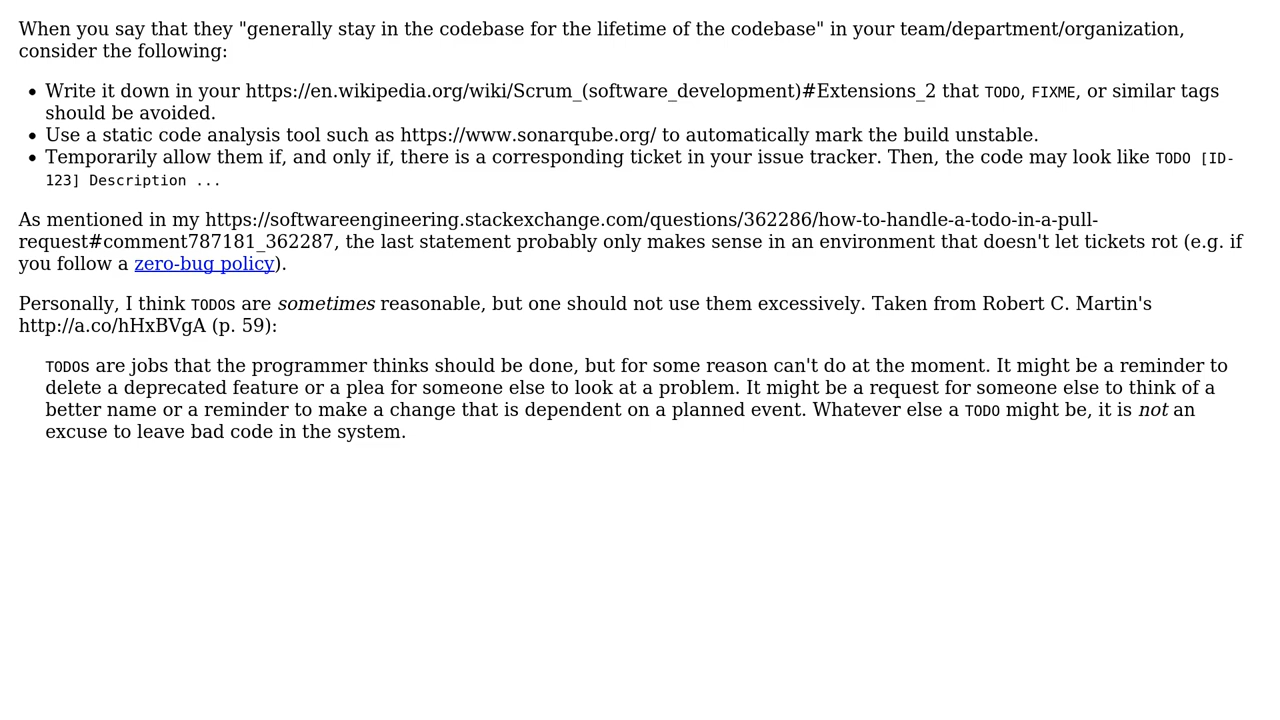 When you say that they "generally stay in the codebase for the lifetime of the codebase" in your team/department/organization,
consider the following:
• Write it down in your https://en.wikipedia.org/wiki/Scrum_(software_development)#Extensions_2 that TODO, FIXME, or similar tags
should be avoided.
• Use a static code analysis tool such as https://www.sonarqube.org/ to automatically mark the build unstable.
• Temporarily allow them if, and only if, there is a corresponding ticket in your issue tracker. Then, the code may look like TODO [ID-
123] Description ...
As mentioned in my https://softwareengineering.stackexchange.com/questions/362286/how-to-handle-a-todo-in-a-pull-
request#comment787181_362287, the last statement probably only makes sense in an environment that doesn't let tickets rot (e.g. if
you follow a zero-bug policy).
Personally, I think TODOs are sometimes reasonable, but one should not use them excessively. Taken from Robert C. Martin's
http://a.co/hHxBVgA (p. 59):
TODOs are jobs that the programmer thinks should be done, but for some reason can't do at the moment. It might be a reminder to
delete a deprecated feature or a plea for someone else to look at a problem. It might be a request for someone else to think of a
better name or a reminder to make a change that is dependent on a planned event. Whatever else a TODO might be, it is not an
excuse to leave bad code in the system.